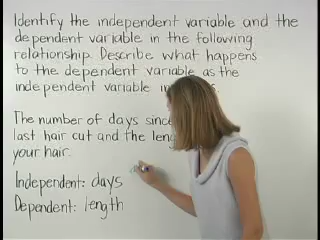 Identify the independent variable and the
dependent variable in the following
relationship. Describe what happens
to the dependent variable as the
independent variable
The number of days since
last hair cut and the
your hair.
Independent: days
Dependent: length